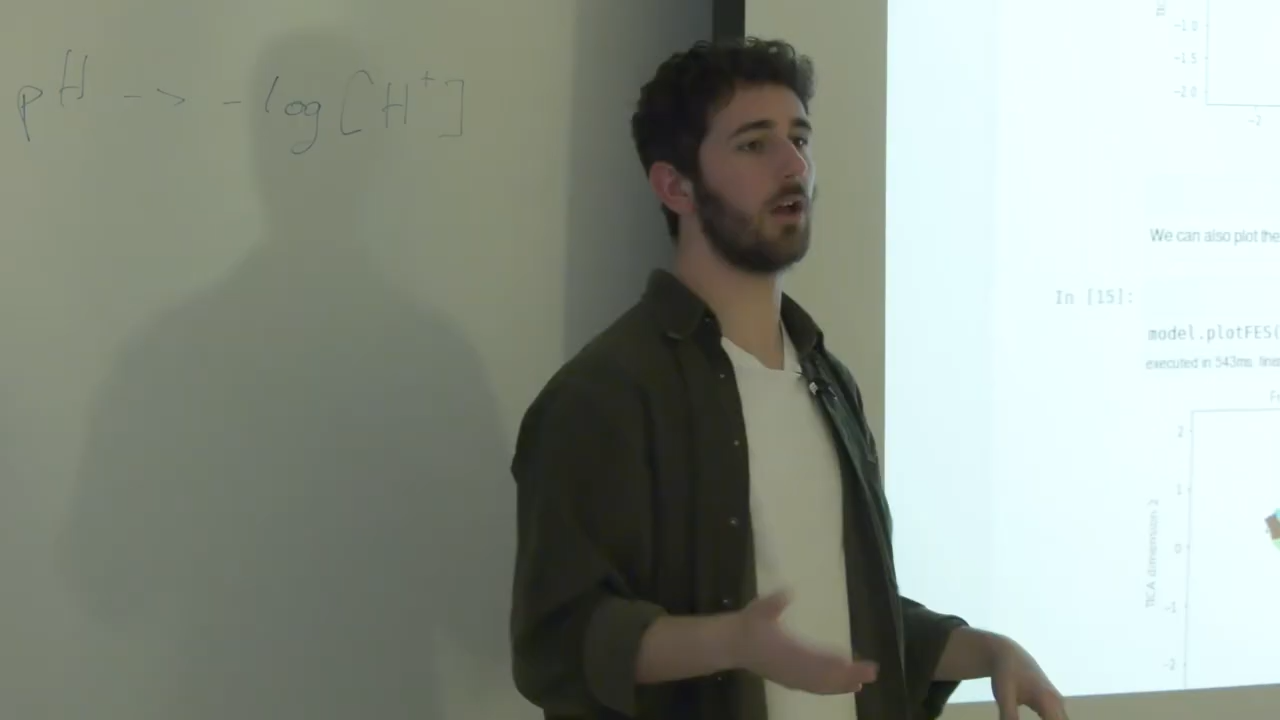 pH -> -log[H+]
-1.0
-1.5
-2.0
-2
We can also plot the
In [15]:
model.plotFES(
executed in 543ms, finis
2
1
0
-1
-2
TICA dimension 2